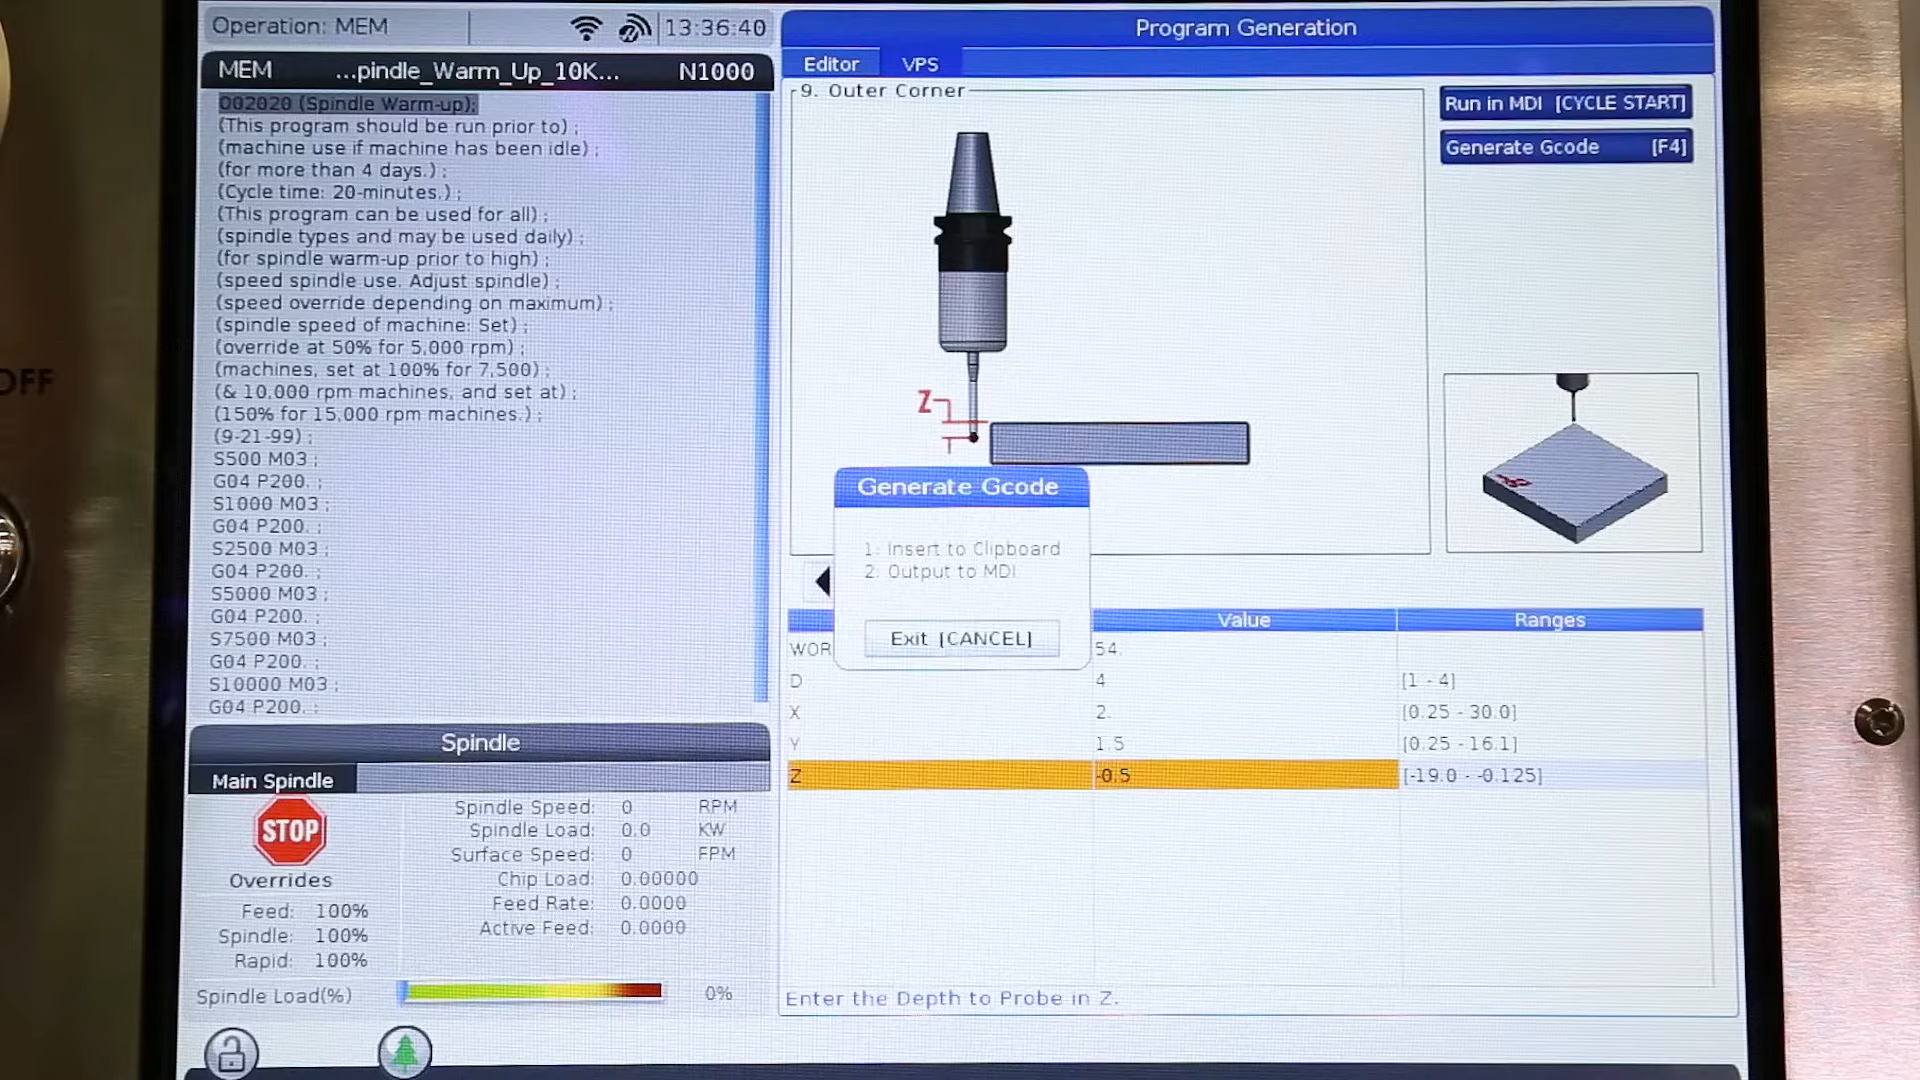 Operation: MEM
13:36:40
MEM ...pindle_Warm_Up_10K... N1000
O02020 (Spindle Warm-up);
(This program should be run prior to) ;
(machine use if machine has been idle) ;
(for more than 4 days.) ;
(Cycle time: 20-minutes.) ;
(This program can be used for all) ;
(spindle types and may be used daily) ;
(for spindle warm-up prior to high) ;
(speed spindle use. Adjust spindle) ;
(speed override depending on maximum) ;
(spindle speed of machine: Set) ;
(override at 50% for 5,000 rpm) ;
(machines, set at 100% for 7,500) ;
(& 10,000 rpm machines, and set at) ;
(150% for 15,000 rpm machines.) ;
(9-21-99) ;
S500 M03 ;
G04 P200. ;
S1000 M03 ;
G04 P200. ;
S2500 M03 ;
G04 P200. ;
S5000 M03 ;
G04 P200. ;
S7500 M03 ;
G04 P200. ;
S10000 M03 ;
G04 P200. ;
Spindle
Main Spindle
STOP
Overrides
Feed: 100%
Spindle: 100%
Rapid: 100%
Spindle Speed: 0 RPM
Spindle Load: 0.0 KW
Surface Speed: 0 FPM
Chip Load: 0.00000
Feed Rate: 0.0000
Active Feed: 0.0000
Spindle Load(%) 0%
Program Generation
Editor VPS
9. Outer Corner
Run in MDI [CYCLE START]
Generate Gcode [F4]
Z
Generate Gcode
1: Insert to Clipboard
2: Output to MDI
Exit [CANCEL]
Value Ranges
WOR 54.
D 4 [1 - 4]
X 2. [0.25 - 30.0]
Y 1.5 [0.25 - 16.1]
Z -0.5 [-19.0 - -0.125]
Enter the Depth to Probe in Z.
OFF